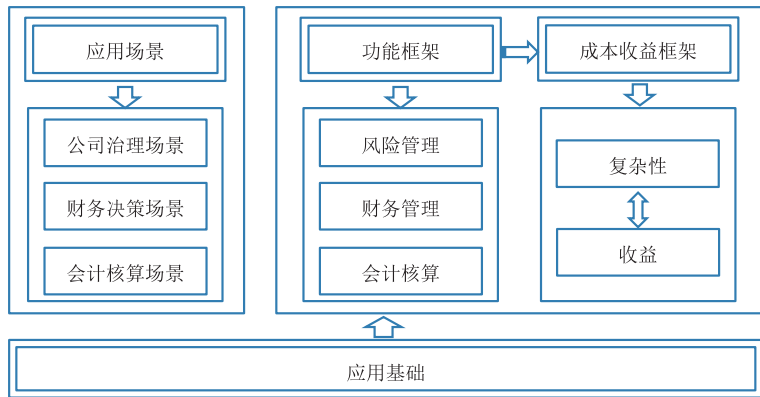 应用场景
公司治理场景
财务决策场景
会计核算场景
功能框架
风险管理
财务管理
会计核算
成本收益框架
复杂性
收益
应用基础